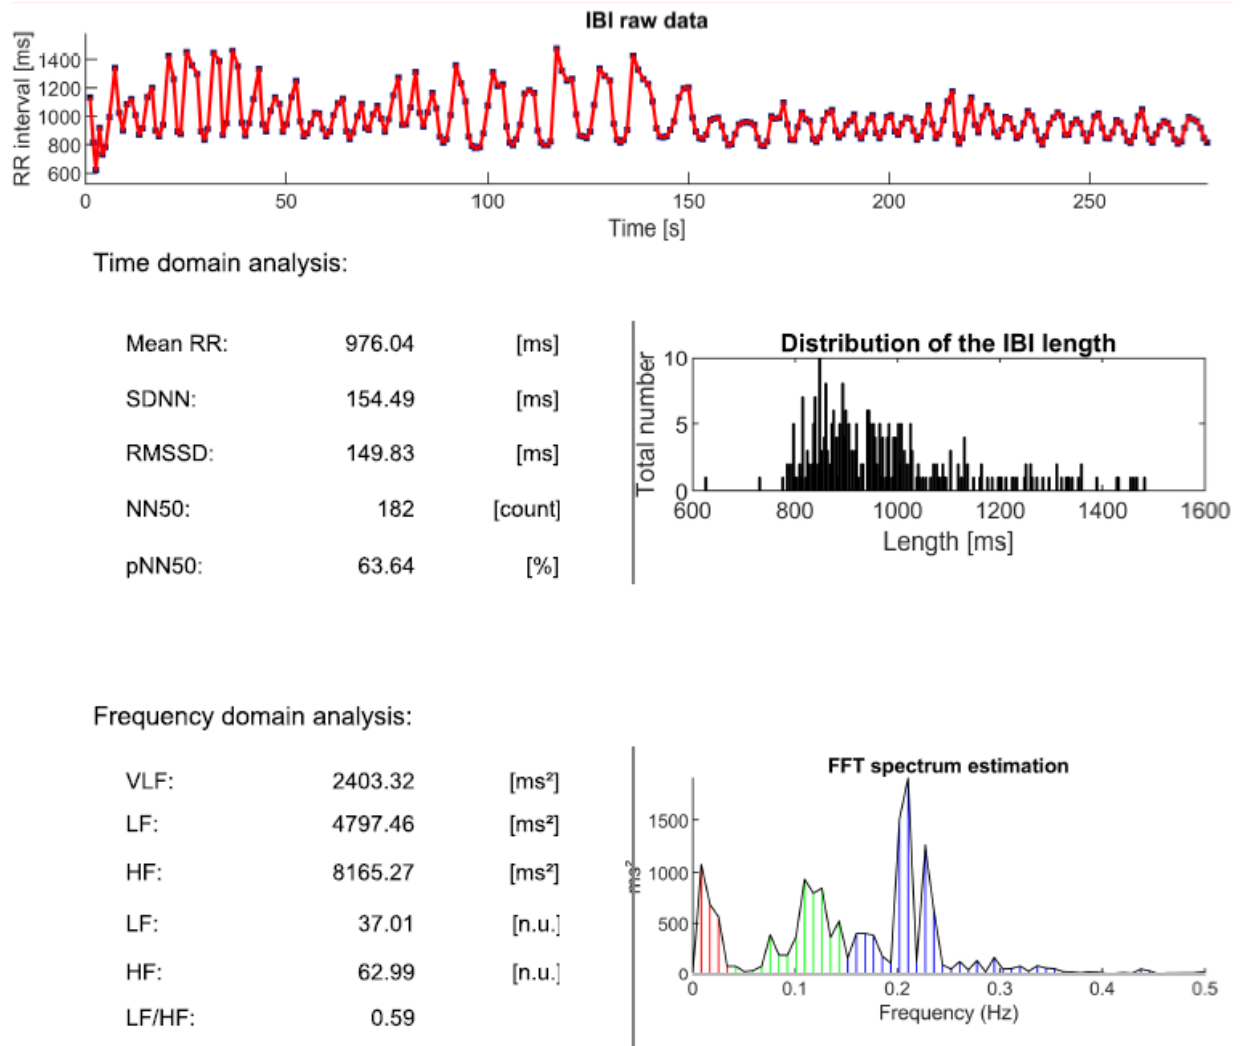 IBI raw data
RR interval [ms]
1400
1200
1000
800
600
0 50 100 150 200 250
Time [s]
Time domain analysis:
Mean RR: 976.04 [ms]
SDNN: 154.49 [ms]
RMSSD: 149.83 [ms]
NN50: 182 [count]
pNN50: 63.64 [%]
Distribution of the IBI length
Total number
10
5
0
600 800 1000 1200 1400 1600
Length [ms]
Frequency domain analysis:
VLF: 2403.32 [ms²]
LF: 4797.46 [ms²]
HF: 8165.27 [ms²]
LF: 37.01 [n.u.]
HF: 62.99 [n.u.]
LF/HF: 0.59
FFT spectrum estimation
ms²
1500
1000
500
0
0 0.1 0.2 0.3 0.4 0.5
Frequency (Hz)